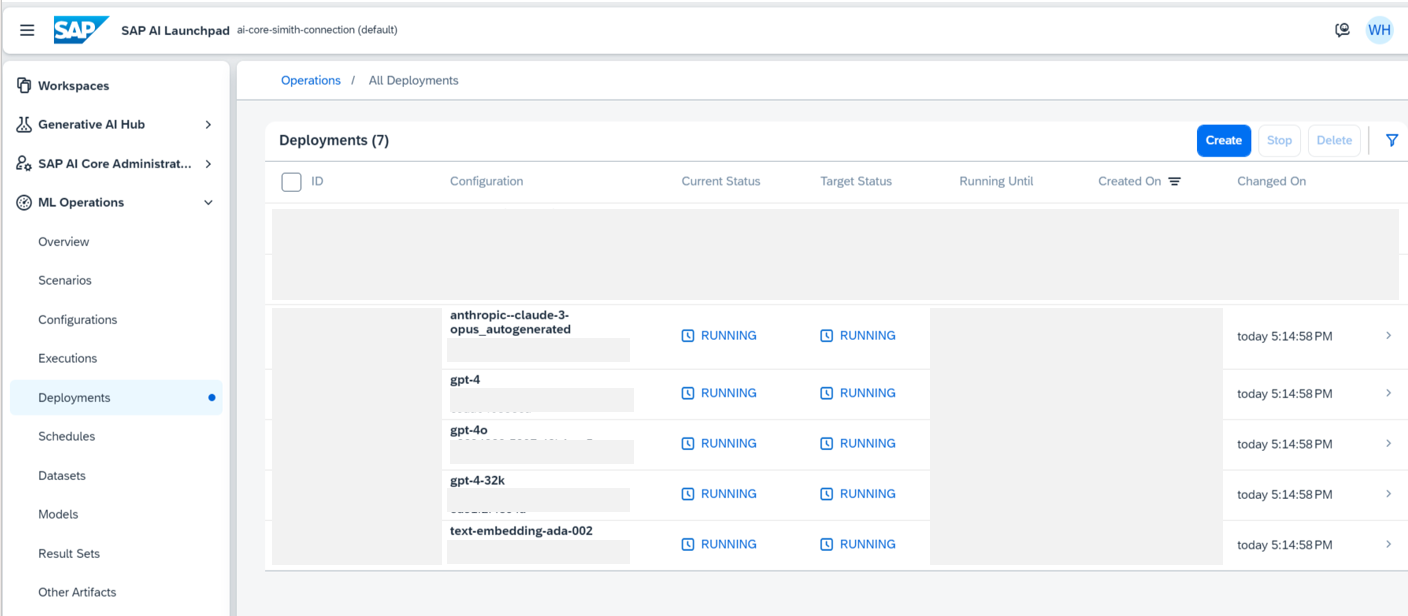 SAP SAP AI Launchpad ai-core-simith-connection (default) WH
Workspaces
Generative AI Hub
SAP AI Core Administrat...
ML Operations
Overview
Scenarios
Configurations
Executions
Deployments
Schedules
Datasets
Models
Result Sets
Other Artifacts
Operations / All Deployments
Deployments (7) Create Stop Delete
ID Configuration Current Status Target Status Running Until Created On Changed On
anthropic--claude-3-
opus_autogenerated
RUNNING RUNNING today 5:14:58 PM
gpt-4
RUNNING RUNNING today 5:14:58 PM
gpt-4o
RUNNING RUNNING today 5:14:58 PM
gpt-4-32k
RUNNING RUNNING today 5:14:58 PM
text-embedding-ada-002
RUNNING RUNNING today 5:14:58 PM